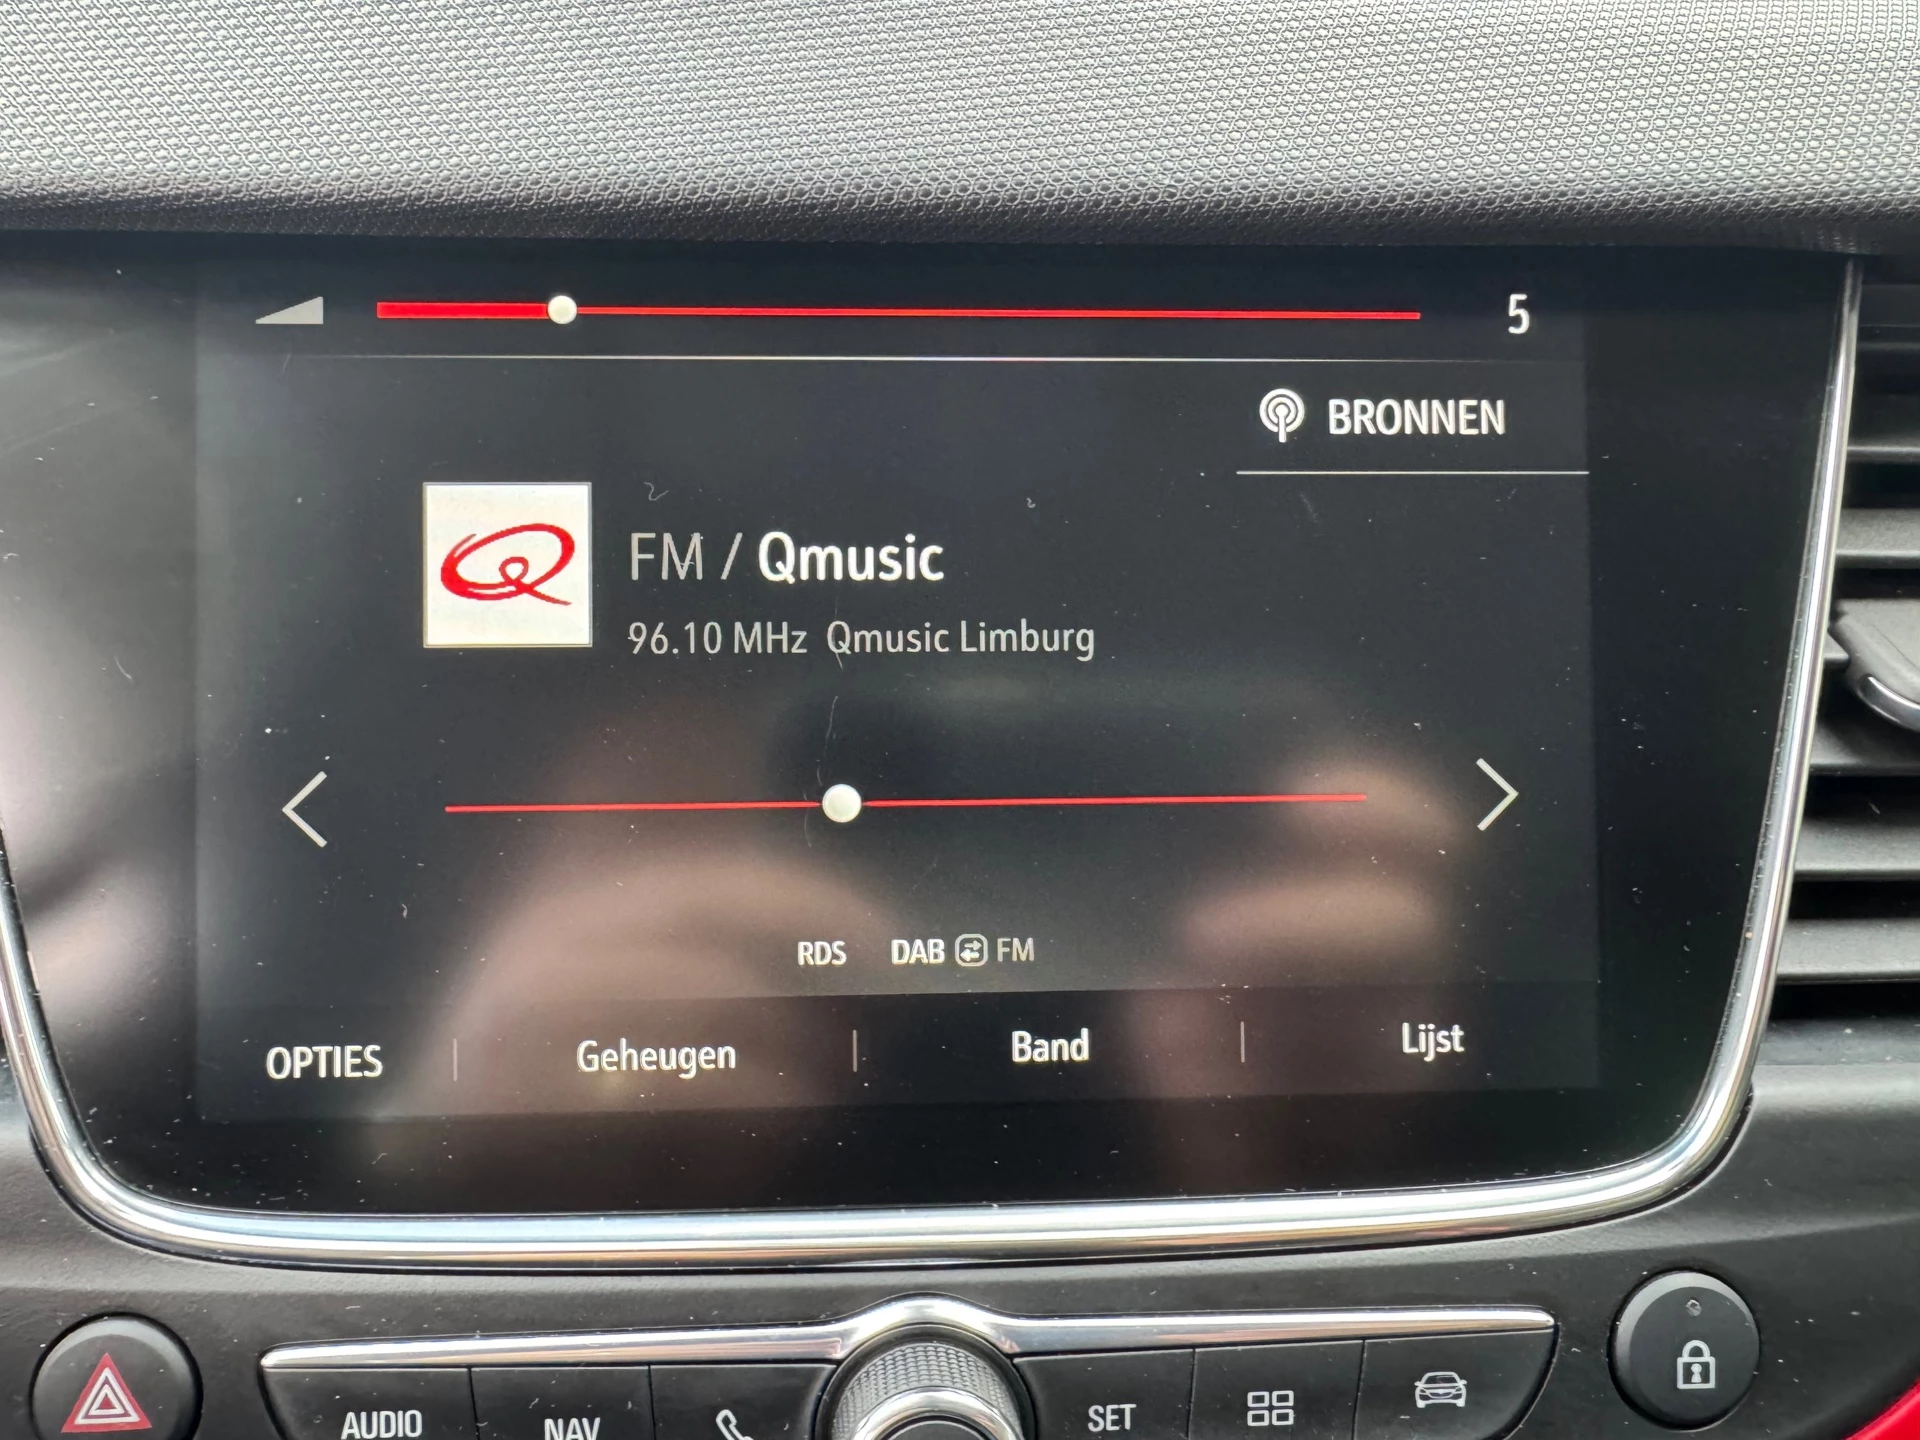 5
BRONNEN
FM / Qmusic
96.10 MHz Qmusic Limburg
RDS DAB FM
OPTIES Geheugen Band Lijst
AUDIO NAV SET